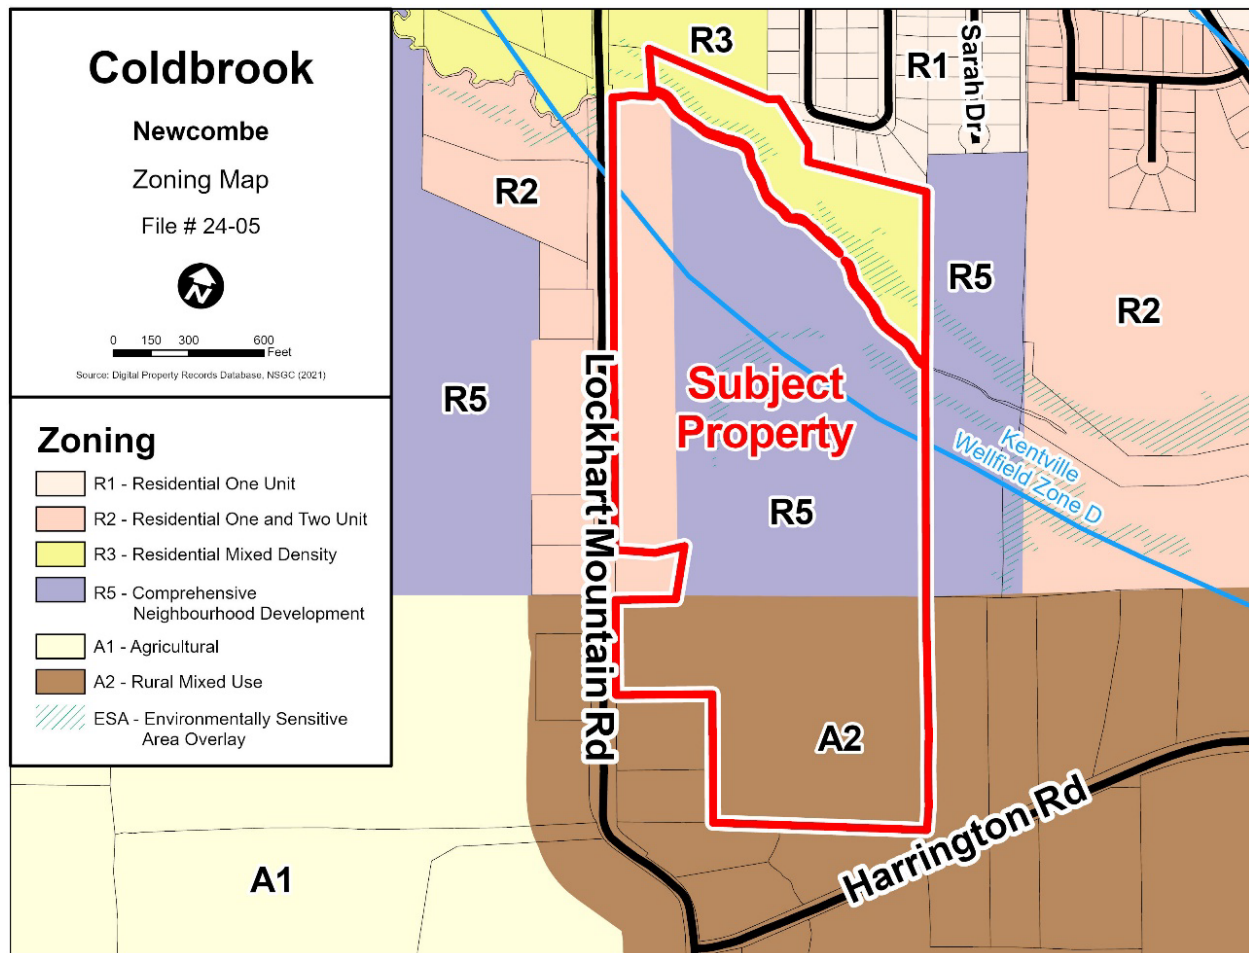 Coldbrook
Newcombe
Zoning Map
File # 24-05
N
0 150 300 600
Feet
Source: Digital Property Records Database, NSGC (2021)
Zoning
R1 - Residential One Unit
R2 - Residential One and Two Unit
R3 - Residential Mixed Density
R5 - Comprehensive
Neighbourhood Development
A1 - Agricultural
A2 - Rural Mixed Use
ESA - Environmentally Sensitive
Area Overlay
R3
R1
Sarah Dr
R2
R5
R2
R5
Lockhart Mountain Rd
Subject
Property
Kentville
Wellfield Zone D
R5
A2
Harrington Rd
A1